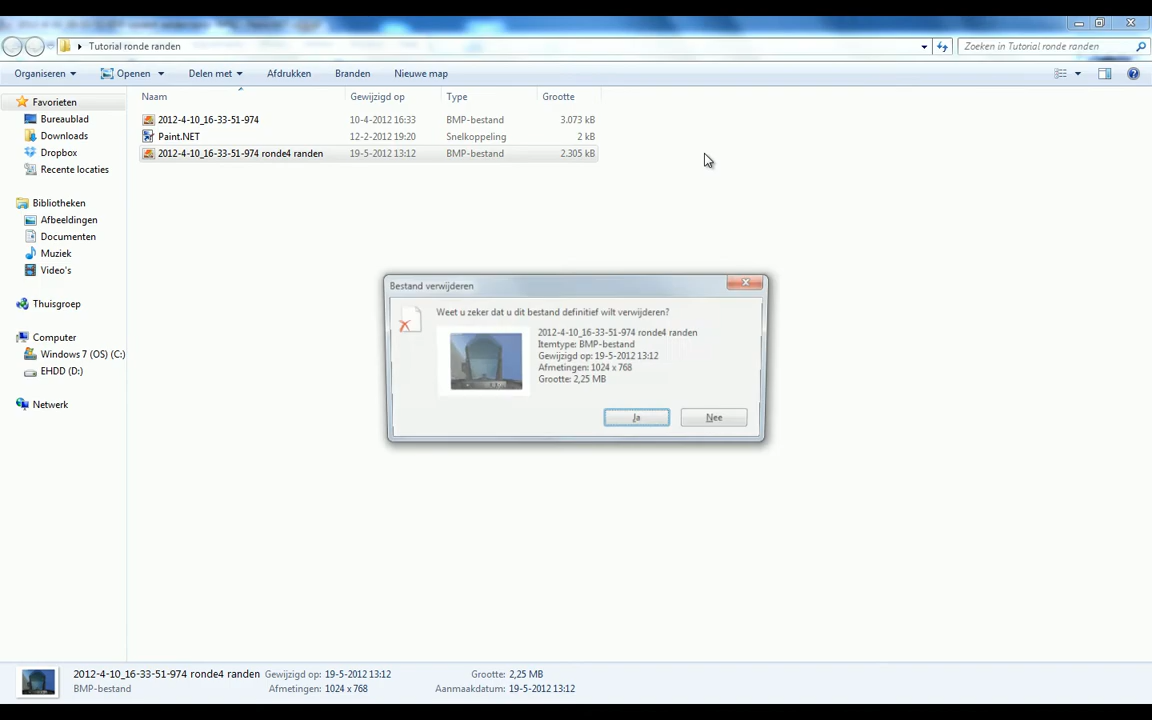 Tutorial ronde randen
Zoeken in Tutorial ronde randen
Organiseren
Openen
Delen met
Afdrukken
Branden
Nieuwe map
Favorieten
Bureaublad
Downloads
Dropbox
Recente locaties
Bibliotheken
Afbeeldingen
Documenten
Muziek
Video's
Thuisgroep
Computer
Windows 7 (OS) (C:)
EHDD (D:)
Netwerk
Naam Gewijzigd op Type Grootte
2012-4-10_16-33-51-974 10-4-2012 16:33 BMP-bestand 3.073 kB
Paint.NET 12-2-2012 19:20 Snelkoppeling 2 kB
2012-4-10_16-33-51-974 ronde4 randen 19-5-2012 13:12 BMP-bestand 2.305 kB
Bestand verwijderen
Weet u zeker dat u dit bestand definitief wilt verwijderen?
2012-4-10_16-33-51-974 ronde4 randen
Itemtype: BMP-bestand
Gewijzigd op: 19-5-2012 13:12
Afmetingen: 1024 x 768
Grootte: 2,25 MB
Ja
Nee
2012-4-10_16-33-51-974 ronde4 randen Gewijzigd op: 19-5-2012 13:12 Grootte: 2,25 MB
BMP-bestand Afmetingen: 1024 x 768 Aanmaakdatum: 19-5-2012 13:12